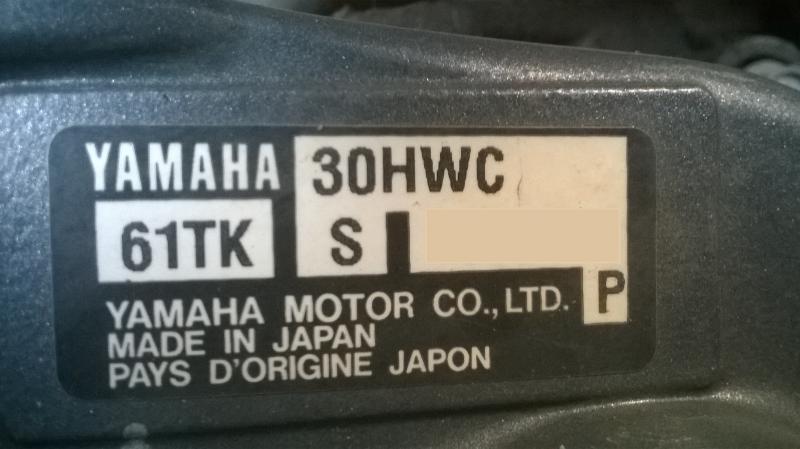 YAMAHA 30HWC
61TK S
P
YAMAHA MOTOR CO., LTD.
MADE IN JAPAN
PAYS D'ORIGINE JAPON